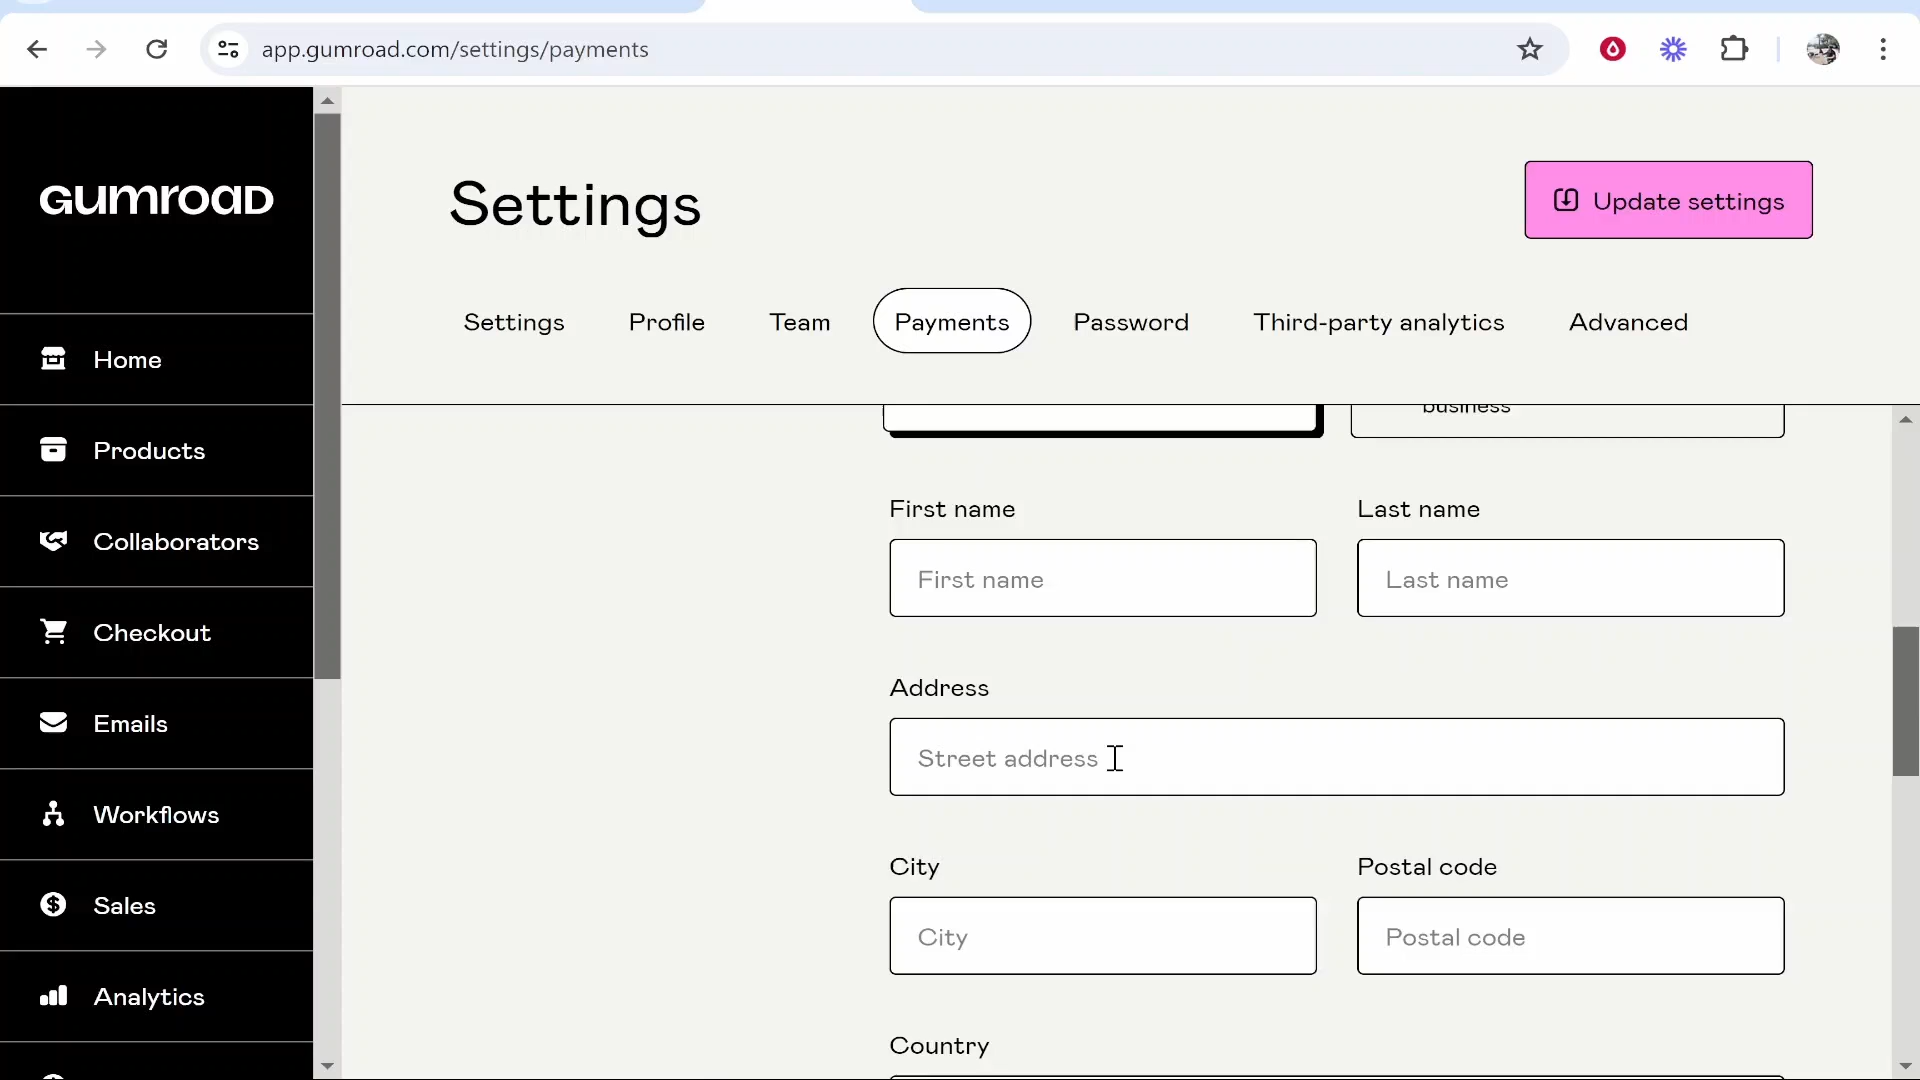 app.gumroad.com/settings/payments
GUMROAD
Home
Products
Collaborators
Checkout
Emails
Workflows
Sales
Analytics
Settings
Update settings
Settings Profile Team Payments Password Third-party analytics Advanced
business
First name Last name
First name Last name
Address
Street address
City Postal code
City Postal code
Country